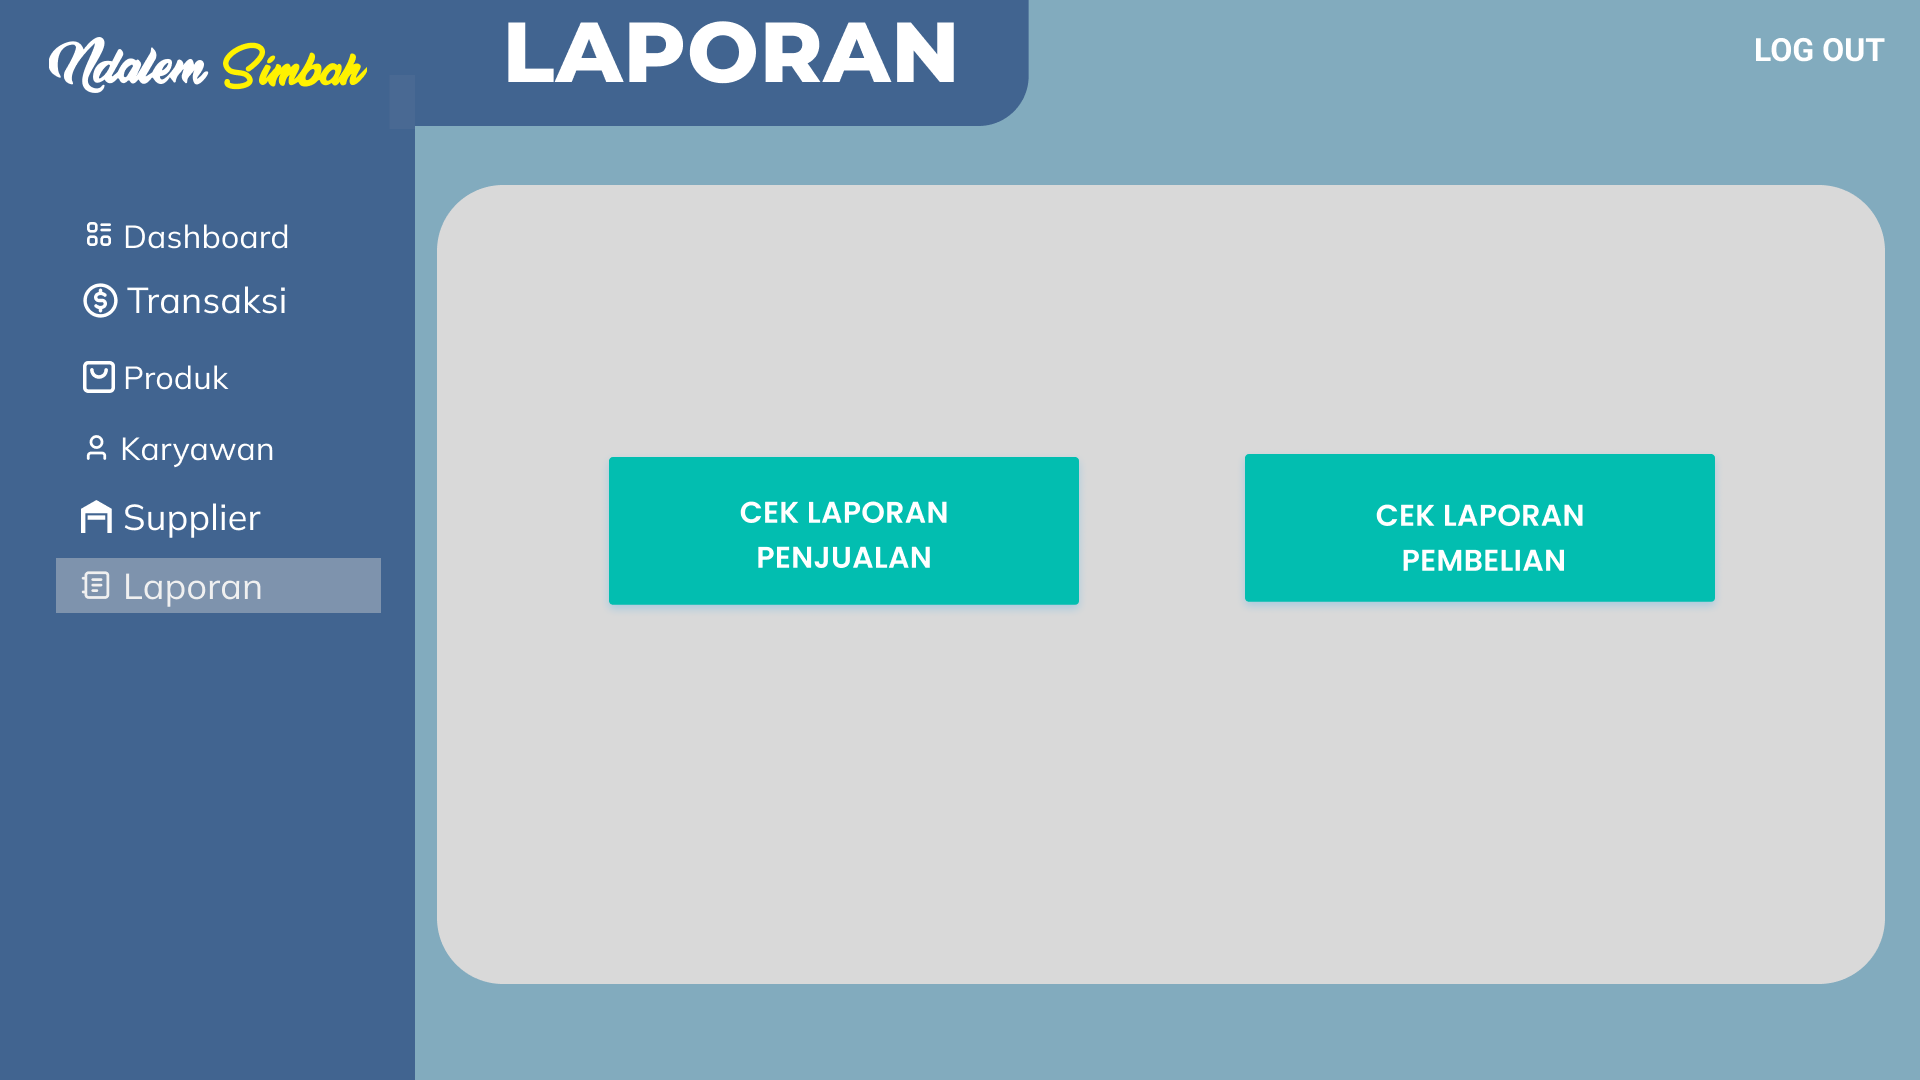 Ndalem Simbah
LAPORAN
LOG OUT
Dashboard
Transaksi
Produk
Karyawan
Supplier
Laporan
CEK LAPORAN
PENJUALAN
CEK LAPORAN
PEMBELIAN